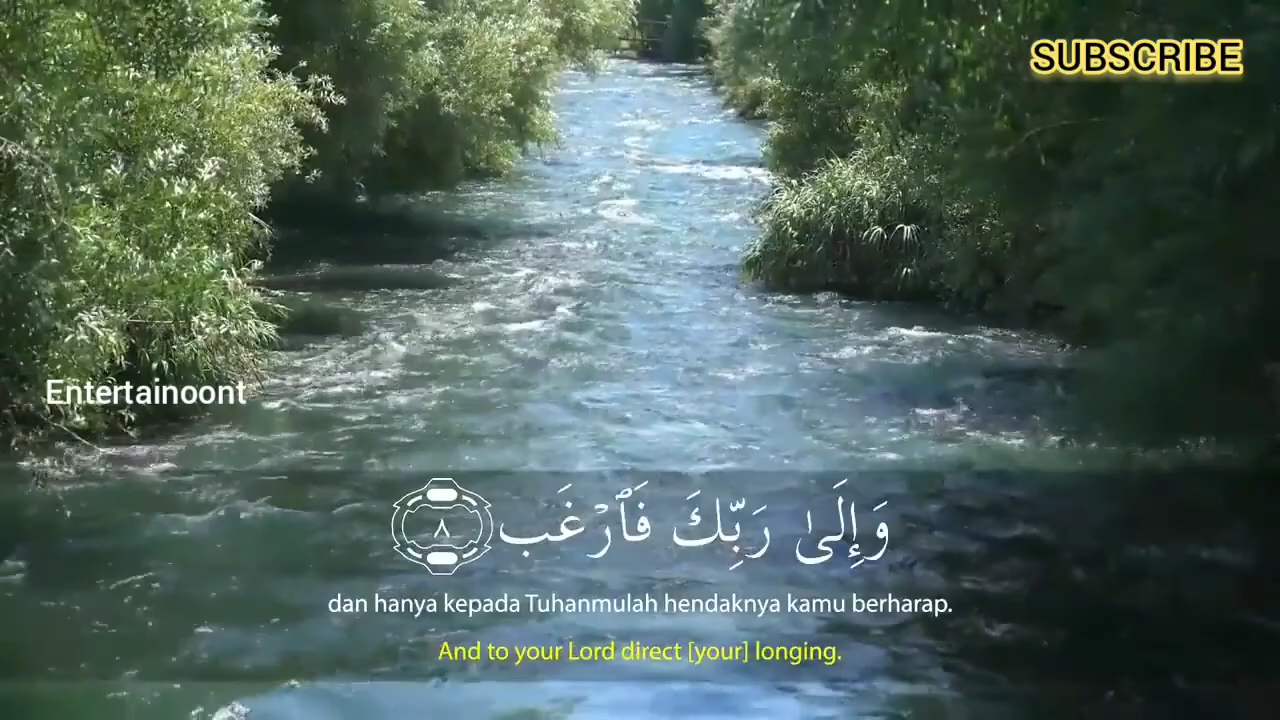 SUBSCRIBE
Entertainoont
وَإِلَىٰ رَبِّكَ فَٱرۡغَب ٨
dan hanya kepada Tuhanmulah hendaknya kamu berharap.
And to your Lord direct [your] longing.